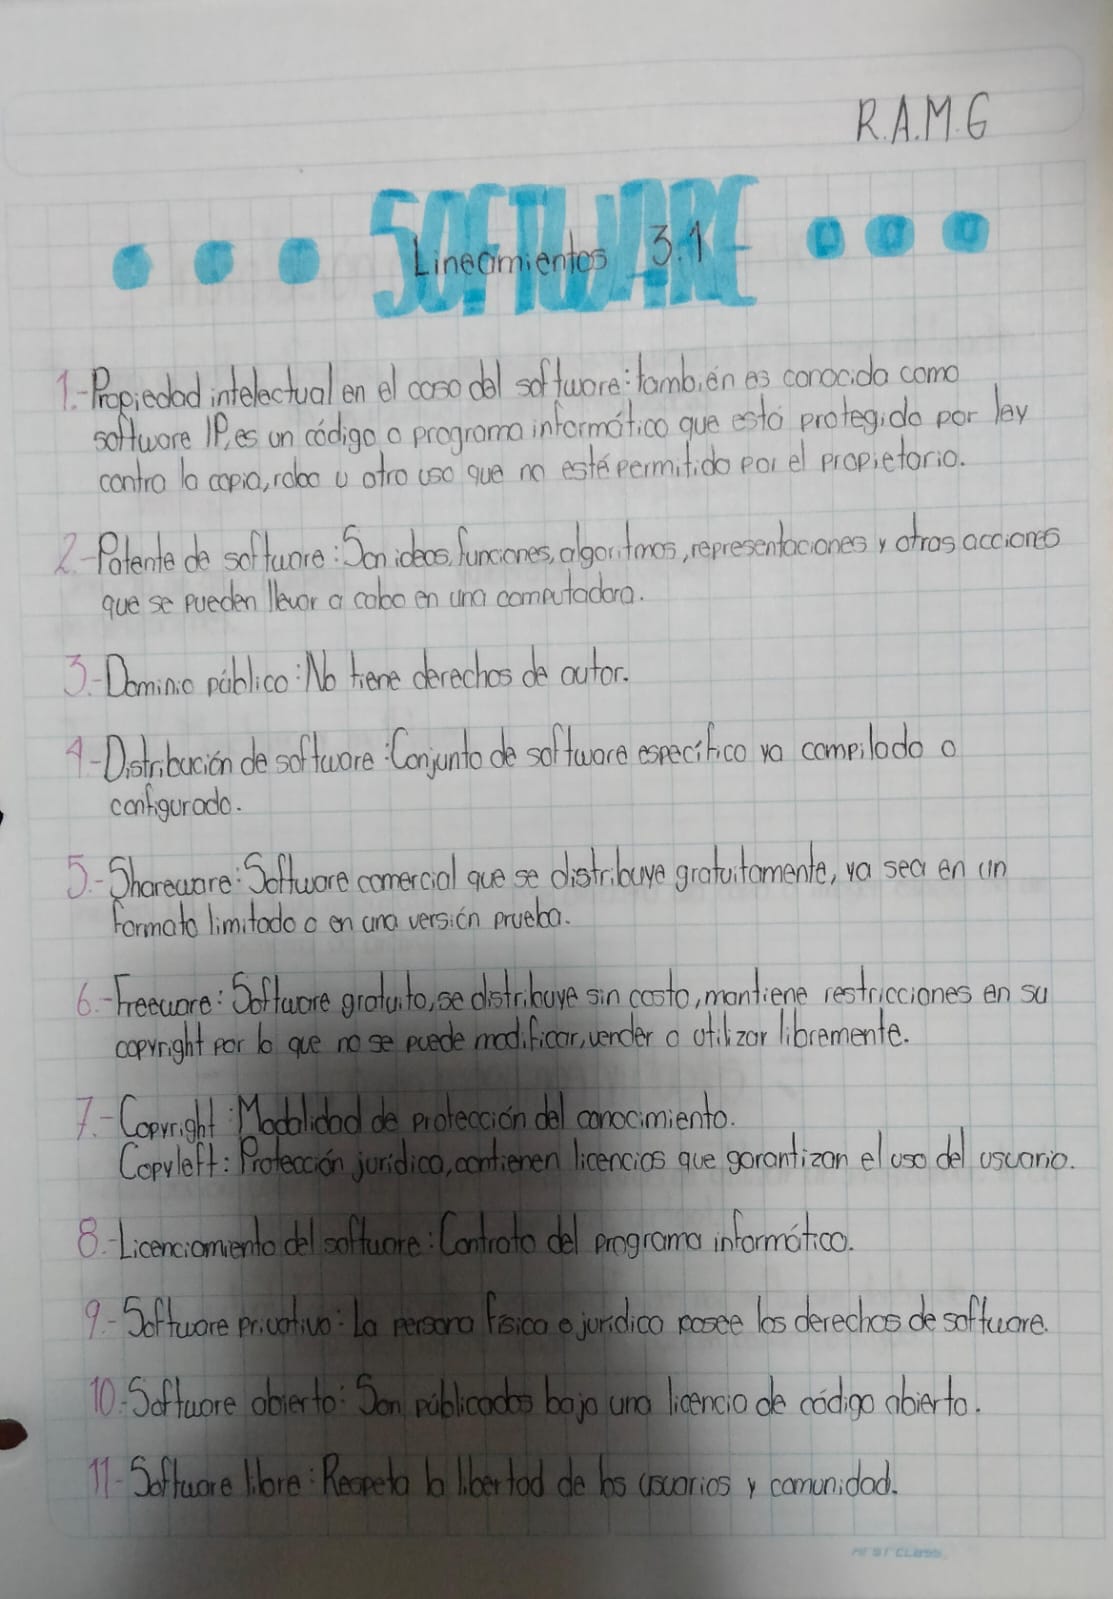 R.A.M.G
SOFTWARE
Lineamientos 3.1
1.-Propiedad intelectual en el caso del software: también es conocida como
software IP, es un código o programa informático que está protegido por ley
contra la copia, robo u otro uso que no esté permitido por el propietario.
2.-Patente de software: Son ideas, funciones, algoritmos, representaciones y otras acciones
que se pueden llevar a cabo en una computadora.
3.-Dominio público: No tiene derechos de autor.
4-Distribución de software: Conjunto de software específico ya compilado o
configurado.
5.-Shareware: Software comercial que se distribuye gratuitamente, ya sea en un
formato limitado o en una versión prueba.
6.-Freeware: Software gratuito, se distribuye sin costo, mantiene restricciones en su
copyright por lo que no se puede modificar, vender o utilizar libremente.
7.-Copyright: Modalidad de protección del conocimiento.
Copyleft: Protección jurídica, contienen licencias que garantizan el uso del usuario.
8.-Licenciamiento del software: Contrato del programa informático.
9.-Software privativo: La persona física o jurídica posee los derechos de software.
10.-Software abierto: Son públicados bajo una licencia de código abierto.
11-Software libre: Respeta la libertad de los usuarios y comunidad.
FIRST CLASS